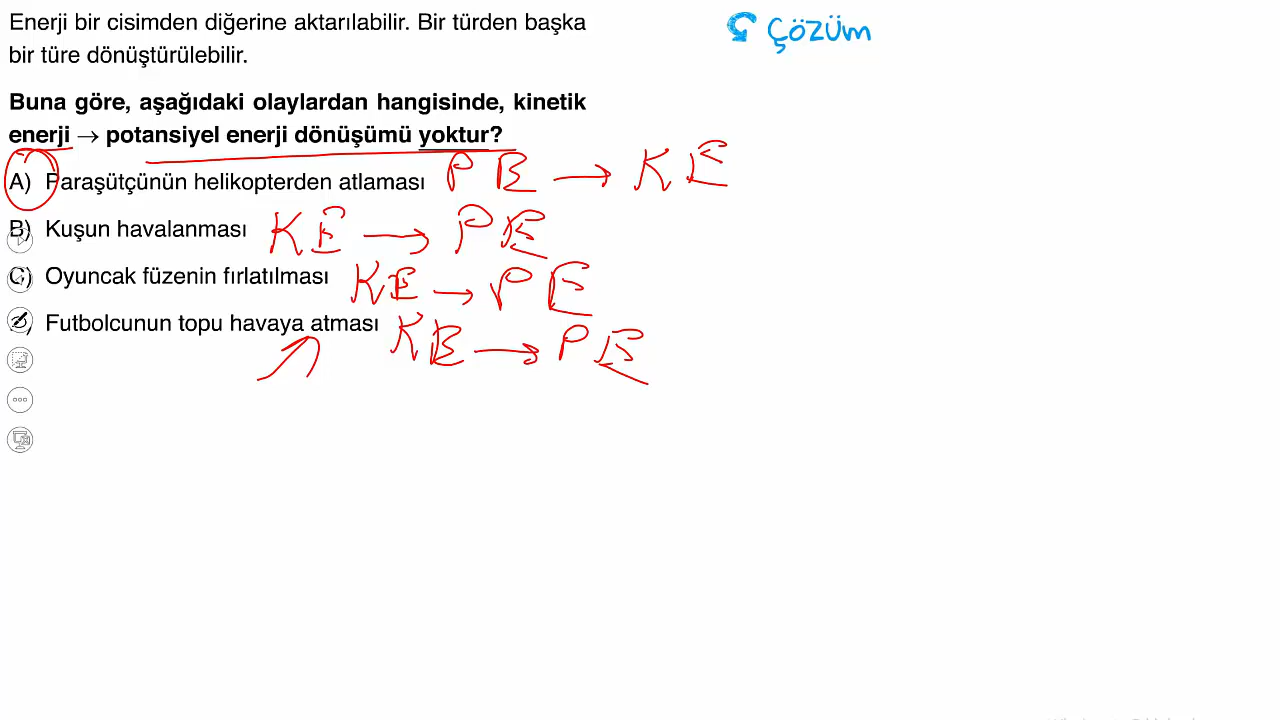 Enerji bir cisimden diğerine aktarılabilir. Bir türden başka
bir türe dönüştürülebilir.
Çözüm
Buna göre, aşağıdaki olaylardan hangisinde, kinetik
enerji → potansiyel enerji dönüşümü yoktur?
A) Paraşütçünün helikopterden atlaması PE → KE
B) Kuşun havalanması KE → PE
C) Oyuncak füzenin fırlatılması KE → PE
Futbolcunun topu havaya atması KE → PE